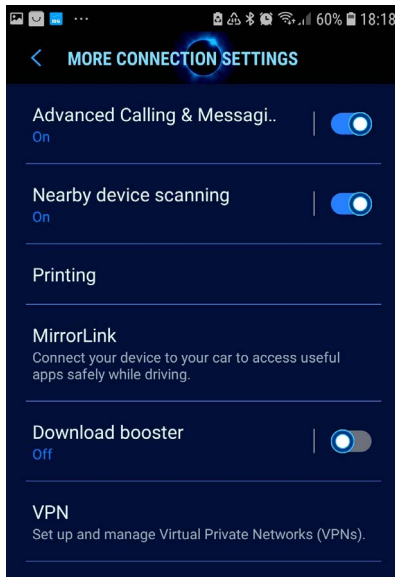 60% 18:18
MORE CONNECTION SETTINGS
Advanced Calling & Messagi..
On
Nearby device scanning
On
Printing
MirrorLink
Connect your device to your car to access useful
apps safely while driving.
Download booster
Off
VPN
Set up and manage Virtual Private Networks (VPNs).